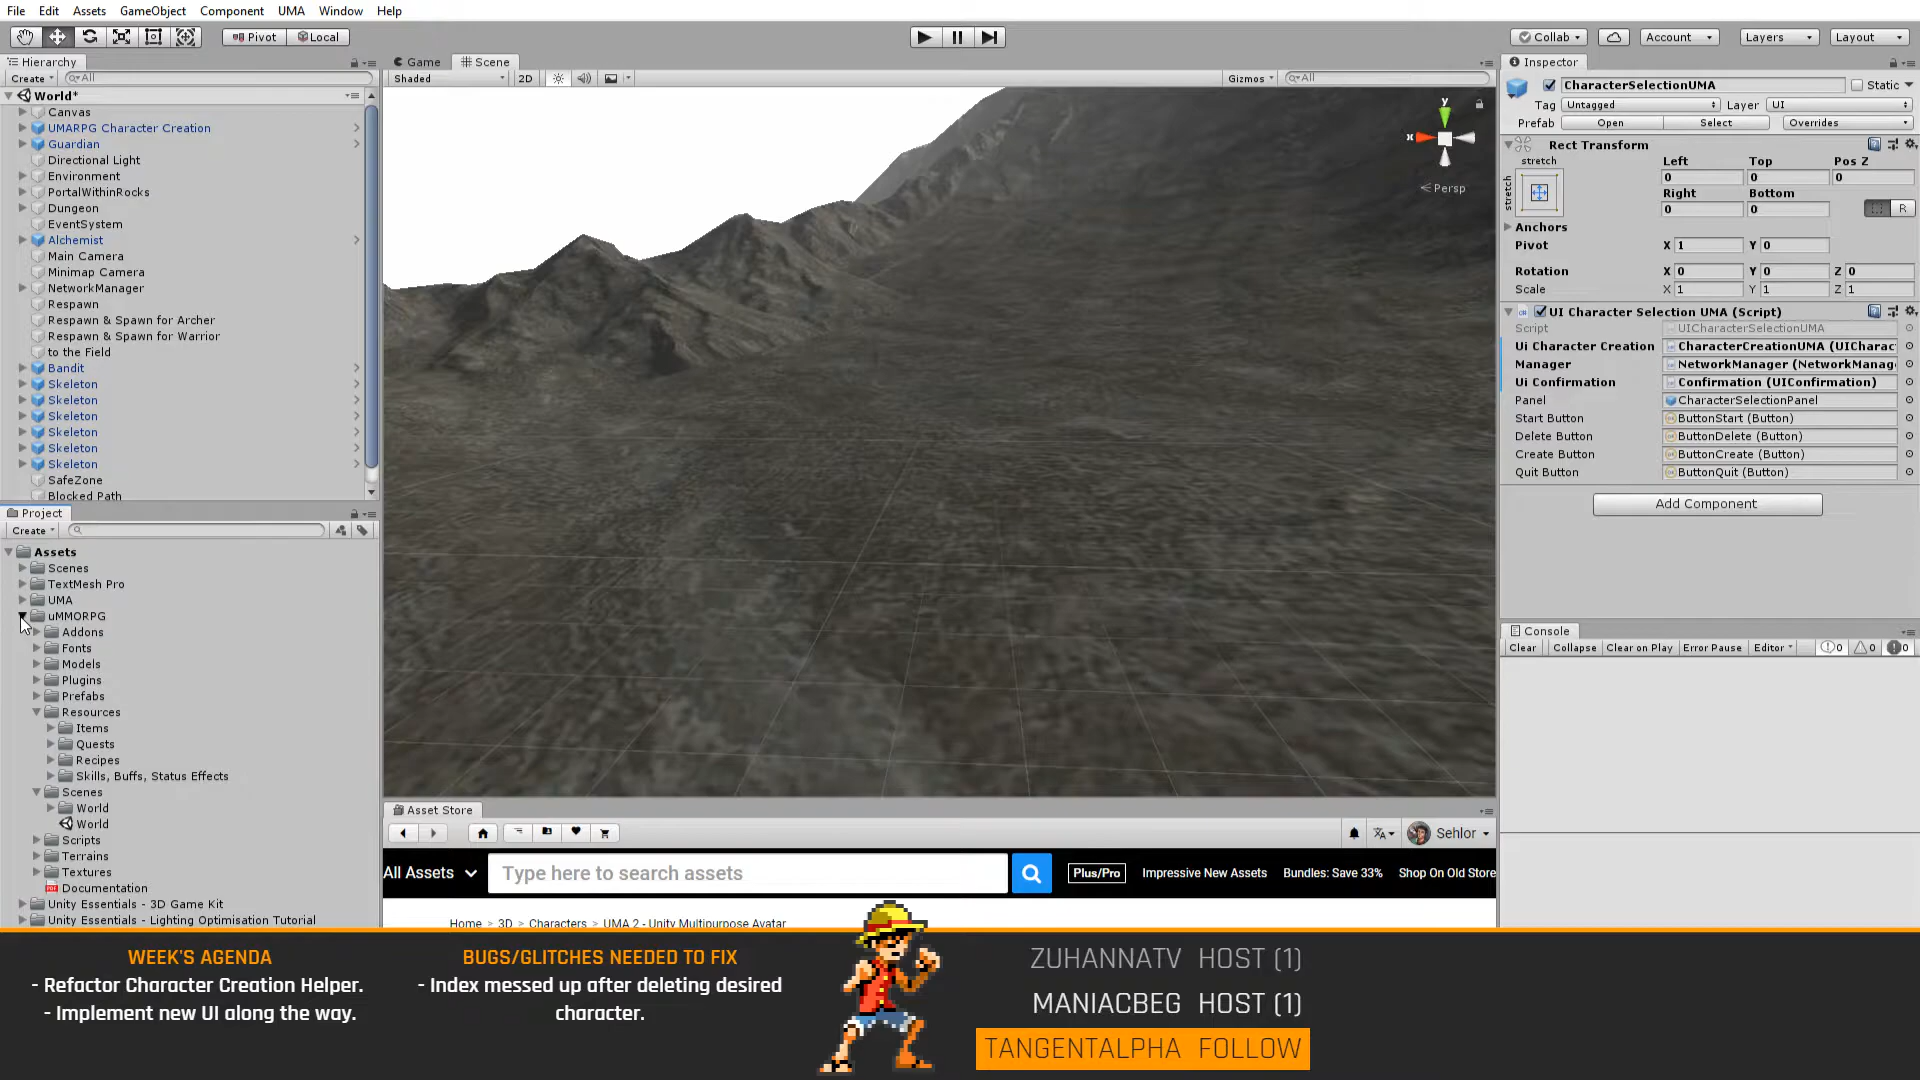 File Edit Assets GameObject Component UMA Window Help
Pivot Local Collab Account Layers Layout
Hierarchy
Create All
World*
Canvas
UMARPG Character Creation
Guardian
Directional Light
Environment
PortalWithinRocks
Dungeon
EventSystem
Alchemist
Main Camera
Minimap Camera
NetworkManager
Respawn
Respawn & Spawn for Archer
Respawn & Spawn for Warrior
to the Field
Bandit
Skeleton
Skeleton
Skeleton
Skeleton
Skeleton
Skeleton
SafeZone
Blocked Path
Project
Create
Assets
Scenes
TextMesh Pro
UMA
uMMORPG
Addons
Fonts
Models
Plugins
Prefabs
Resources
Items
Quests
Recipes
Skills, Buffs, Status Effects
Scenes
World
World
Scripts
Terrains
Textures
Documentation
Unity Essentials - 3D Game Kit
Unity Essentials - Lighting Optimisation Tutorial
Game Scene
Shaded 2D Gizmos All
y
x
Persp
Asset Store
Sehlor
All Assets Type here to search assets Plus/Pro Impressive New Assets Bundles: Save 33% Shop On Old Store
Home > 3D > Characters > UMA 2 - Unity Multipurpose Avatar
Inspector
CharacterSelectionUMA Static
Tag Untagged Layer UI
Prefab Open Select Overrides
Rect Transform
stretch Left Top Pos Z
stretch 0 0 0
Right Bottom
0 0 R
Anchors
Pivot X 1 Y 0
Rotation X 0 Y 0 Z 0
Scale X 1 Y 1 Z 1
UI Character Selection UMA (Script)
Script UICharacterSelectionUMA
Ui Character Creation CharacterCreationUMA (UICharac
Manager NetworkManager (NetworkManag
Ui Confirmation Confirmation (UIConfirmation)
Panel CharacterSelectionPanel
Start Button ButtonStart (Button)
Delete Button ButtonDelete (Button)
Create Button ButtonCreate (Button)
Quit Button ButtonQuit (Button)
Add Component
Console
Clear Collapse Clear on Play Error Pause Editor 0 0 0
WEEK'S AGENDA
- Refactor Character Creation Helper.
- Implement new UI along the way.
BUGS/GLITCHES NEEDED TO FIX
- Index messed up after deleting desired
character.
ZUHANNATV HOST (1)
MANIACBEG HOST (1)
TANGENTALPHA FOLLOW